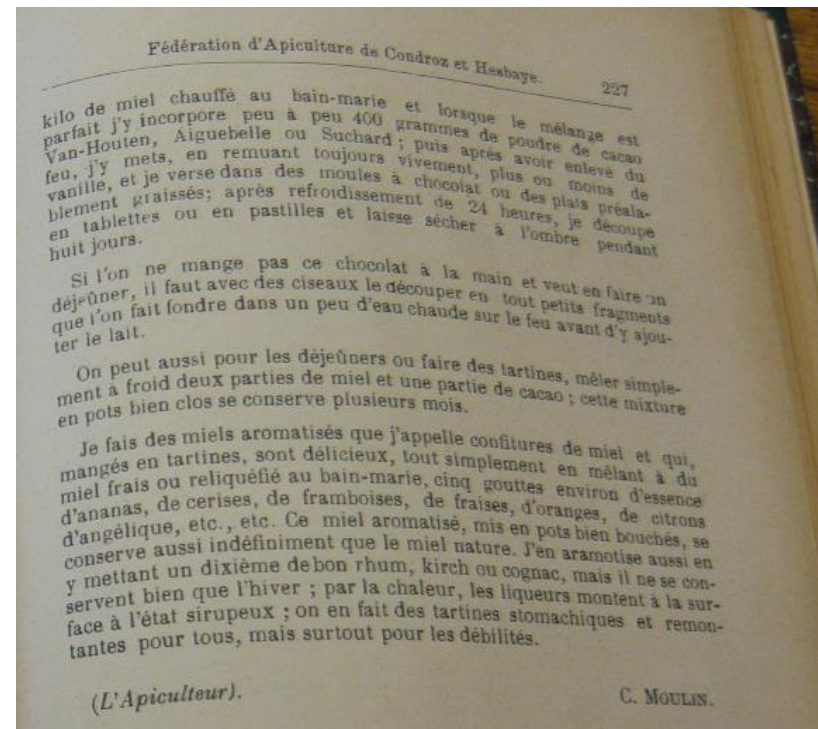 Fédération d'Apiculture de Condroz et Hesbaye. 227
kilo de miel chauffé au bain-marie et lorsque le mélange est
parfait j'y incorpore peu à peu 400 grammes de poudre de cacao
Van-Houten, Aiguebelle ou Suchard ; puis après avoir enlevé du
feu, j'y mets, en remuant toujours vivement, plus ou moins de
vanille, et je verse dans des moules à chocolat ou des plats préala-
blement graissés; après refroidissement de 24 heures, je découpe
en tablettes ou en pastilles et laisse sécher à l'ombre pendant
huit jours.
Si l'on ne mange pas ce chocolat à la main et veut en faire un
déjeûner, il faut avec des ciseaux le découper en tout petits fragments
que l'on fait fondre dans un peu d'eau chaude sur le feu avant d'y ajou-
ter le lait.
On peut aussi pour les déjeûners ou faire des tartines, mêler simple-
ment à froid deux parties de miel et une partie de cacao ; cette mixture
en pots bien clos se conserve plusieurs mois.
Je fais des miels aromatisés que j'appelle confitures de miel et qui,
mangés en tartines, sont délicieux, tout simplement en mêlant à du
miel frais ou reliquéfié au bain-marie, cinq gouttes environ d'essence
d'ananas, de cerises, de framboises, de fraises, d'oranges, de citrons
d'angélique, etc., etc. Ce miel aromatisé, mis en pots bien bouchés, se
conserve aussi indéfiniment que le miel nature. J'en aramotise aussi en
y mettant un dixième de bon rhum, kirch ou cognac, mais il ne se con-
servent bien que l'hiver ; par la chaleur, les liqueurs montent à la sur-
face à l'état sirupeux ; on en fait des tartines stomachiques et remon-
tantes pour tous, mais surtout pour les débilités.
(L'Apiculteur). C. MOULIN.